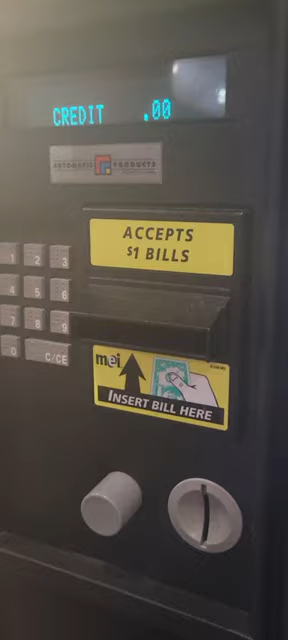 CREDIT .00
AUTOMATIC PRODUCTS
ACCEPTS
$1 BILLS
1 2 3
4 5 6
7 8 9
0 C/CE
mei
INSERT BILL HERE